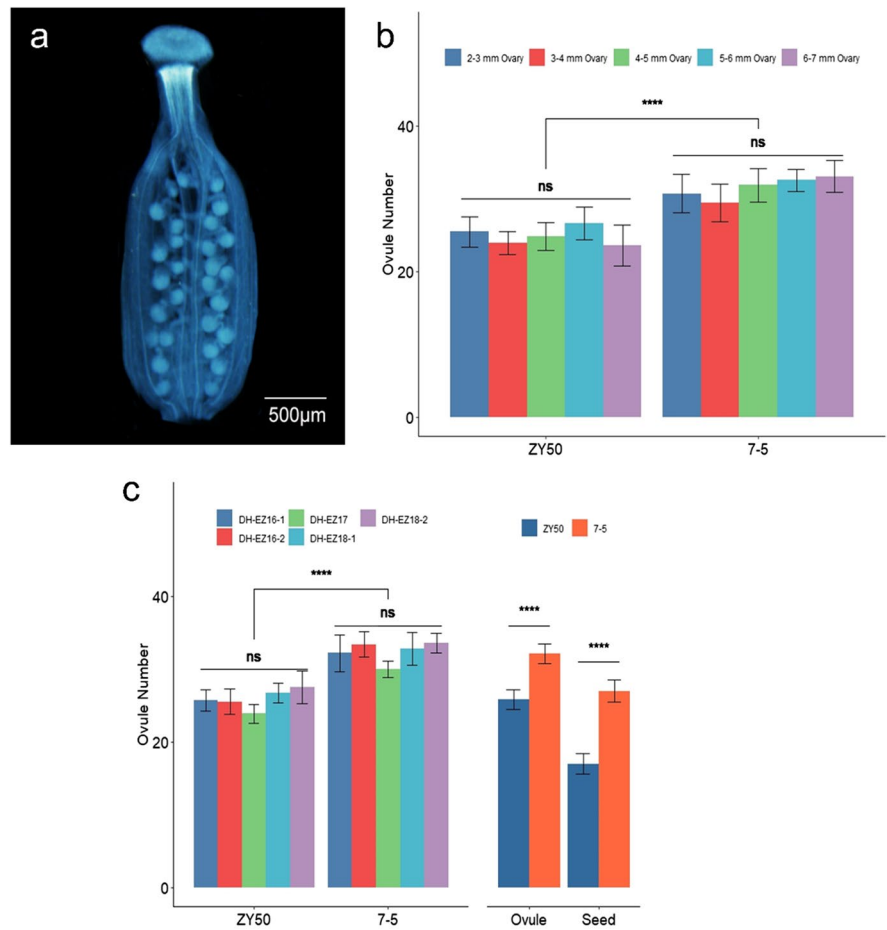 a
500μm
b
2-3 mm Ovary 3-4 mm Ovary 4-5 mm Ovary 5-6 mm Ovary 6-7 mm Ovary
****
40
ns
ns
Ovule Number
20
0
ZY50 7-5
c
DH-EZ16-1 DH-EZ17 DH-EZ18-2
DH-EZ16-2 DH-EZ18-1
ZY50 7-5
****
40
ns
ns
****
****
Ovule Number
20
0
ZY50 7-5
Ovule Seed